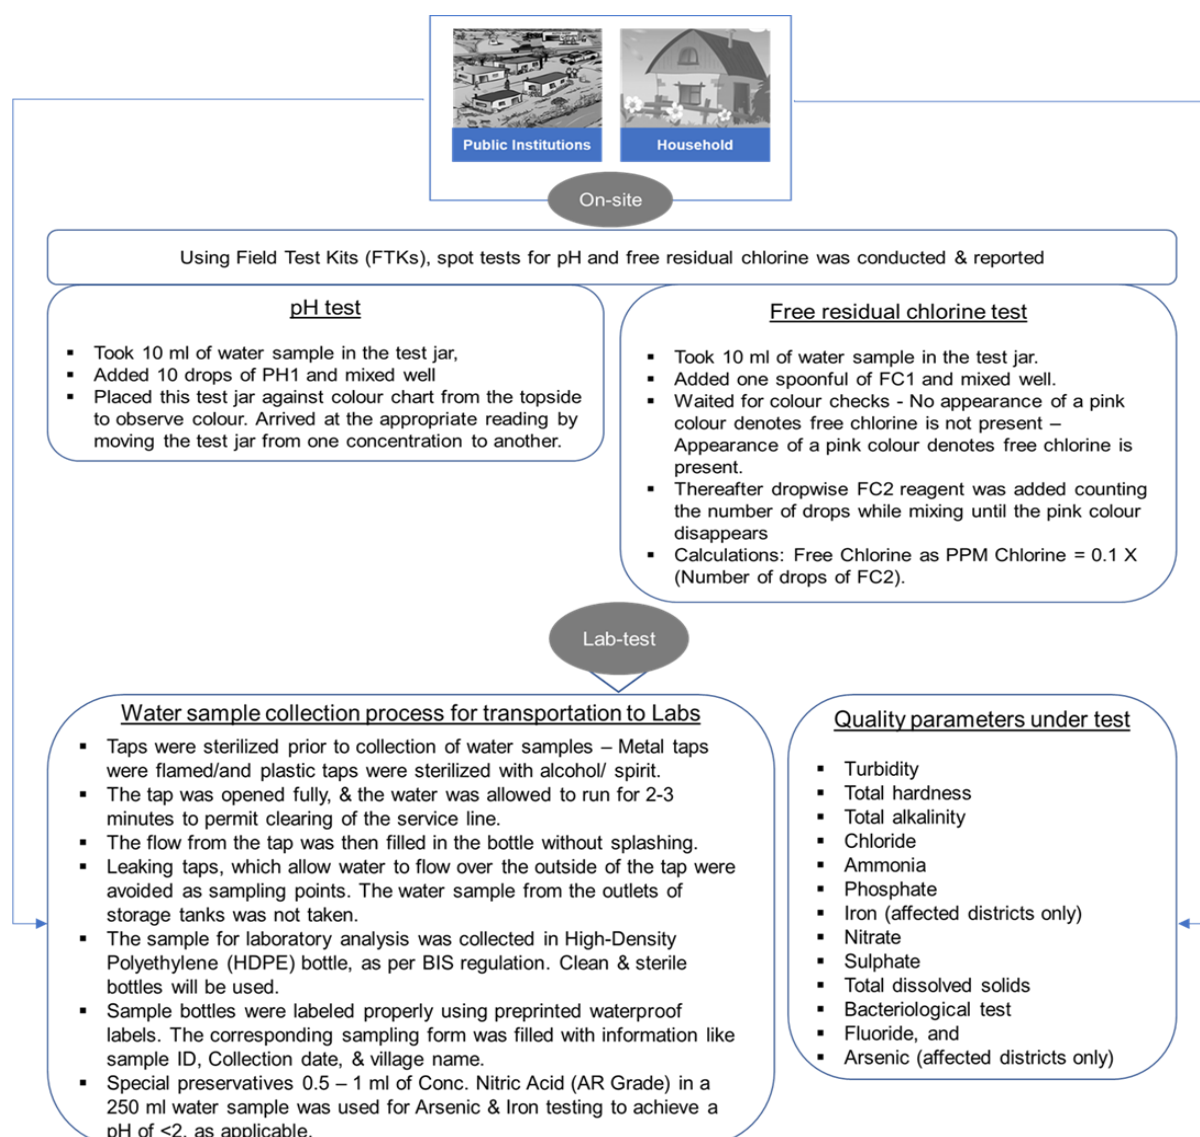 Public Institutions
Household
On-site
Using Field Test Kits (FTKs), spot tests for pH and free residual chlorine was conducted & reported
pH test
▪ Took 10 ml of water sample in the test jar,
▪ Added 10 drops of PH1 and mixed well
▪ Placed this test jar against colour chart from the topside
to observe colour. Arrived at the appropriate reading by
moving the test jar from one concentration to another.
Free residual chlorine test
▪ Took 10 ml of water sample in the test jar.
▪ Added one spoonful of FC1 and mixed well.
▪ Waited for colour checks - No appearance of a pink
colour denotes free chlorine is not present –
Appearance of a pink colour denotes free chlorine is
present.
▪ Thereafter dropwise FC2 reagent was added counting
the number of drops while mixing until the pink colour
disappears
▪ Calculations: Free Chlorine as PPM Chlorine = 0.1 X
(Number of drops of FC2).
Lab-test
Water sample collection process for transportation to Labs
▪ Taps were sterilized prior to collection of water samples – Metal taps
were flamed/and plastic taps were sterilized with alcohol/ spirit.
▪ The tap was opened fully, & the water was allowed to run for 2-3
minutes to permit clearing of the service line.
▪ The flow from the tap was then filled in the bottle without splashing.
▪ Leaking taps, which allow water to flow over the outside of the tap were
avoided as sampling points. The water sample from the outlets of
storage tanks was not taken.
▪ The sample for laboratory analysis was collected in High-Density
Polyethylene (HDPE) bottle, as per BIS regulation. Clean & sterile
bottles will be used.
▪ Sample bottles were labeled properly using preprinted waterproof
labels. The corresponding sampling form was filled with information like
sample ID, Collection date, & village name.
▪ Special preservatives 0.5 – 1 ml of Conc. Nitric Acid (AR Grade) in a
250 ml water sample was used for Arsenic & Iron testing to achieve a
pH of <2, as applicable.
Quality parameters under test
▪ Turbidity
▪ Total hardness
▪ Total alkalinity
▪ Chloride
▪ Ammonia
▪ Phosphate
▪ Iron (affected districts only)
▪ Nitrate
▪ Sulphate
▪ Total dissolved solids
▪ Bacteriological test
▪ Fluoride, and
▪ Arsenic (affected districts only)